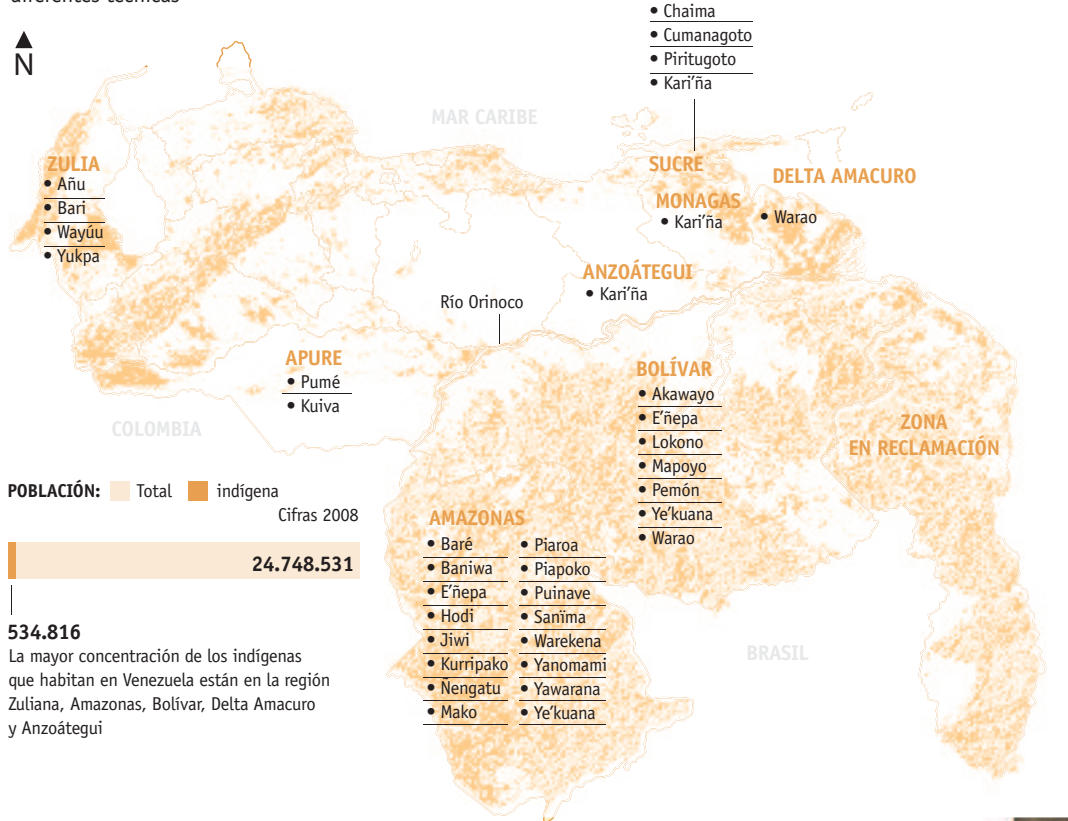 diferentes técnicas
N
• Chaima
• Cumanagoto
• Piritugoto
• Kari’ña
MAR CARIBE
ZULIA
• Añu
• Bari
• Wayúu
• Yukpa
SUCRE
DELTA AMACURO
• Warao
MONAGAS
• Kari’ña
ANZOÁTEGUI
• Kari’ña
Río Orinoco
APURE
• Pumé
• Kuiva
COLOMBIA
BOLÍVAR
• Akawayo
• E’ñepa
• Lokono
• Mapoyo
• Pemón
• Ye’kuana
• Warao
ZONA
EN RECLAMACIÓN
POBLACIÓN: Total indígena
Cifras 2008
24.748.531
534.816
La mayor concentración de los indígenas
que habitan en Venezuela están en la región
Zuliana, Amazonas, Bolívar, Delta Amacuro
y Anzoátegui
AMAZONAS
• Baré
• Baniwa
• E’ñepa
• Hodi
• Jiwi
• Kurripako
• Ñengatu
• Mako
• Piaroa
• Piapoko
• Puinave
• Sanïma
• Warekena
• Yanomami
• Yawarana
• Ye’kuana
BRASIL